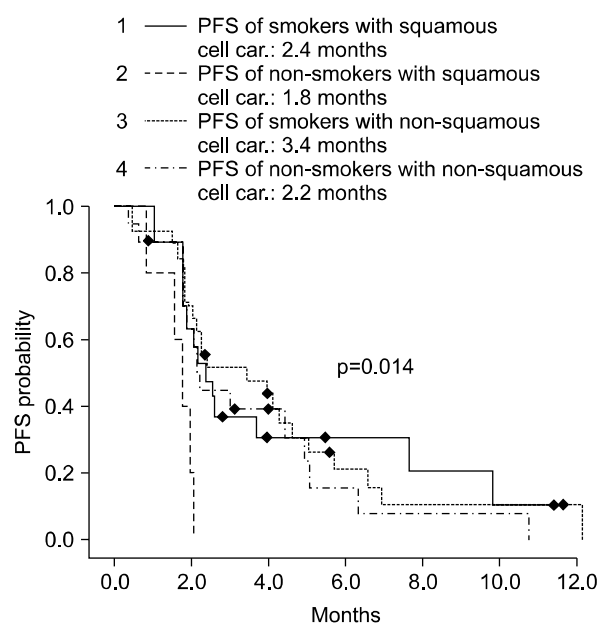 1 PFS of smokers with squamous
cell car.: 2.4 months
2 PFS of non-smokers with squamous
cell car.: 1.8 months
3 PFS of smokers with non-squamous
cell car.: 3.4 months
4 PFS of non-smokers with non-squamous
cell car.: 2.2 months
1.0
0.8
0.6
0.4
0.2
0.0
PFS probability
p=0.014
0.0 2.0 4.0 6.0 8.0 10.0 12.0
Months